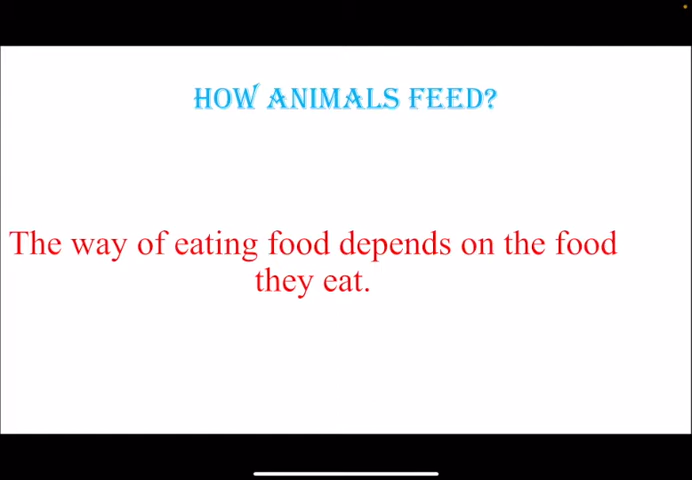 HOW ANIMALS FEED?
The way of eating food depends on the food
they eat.